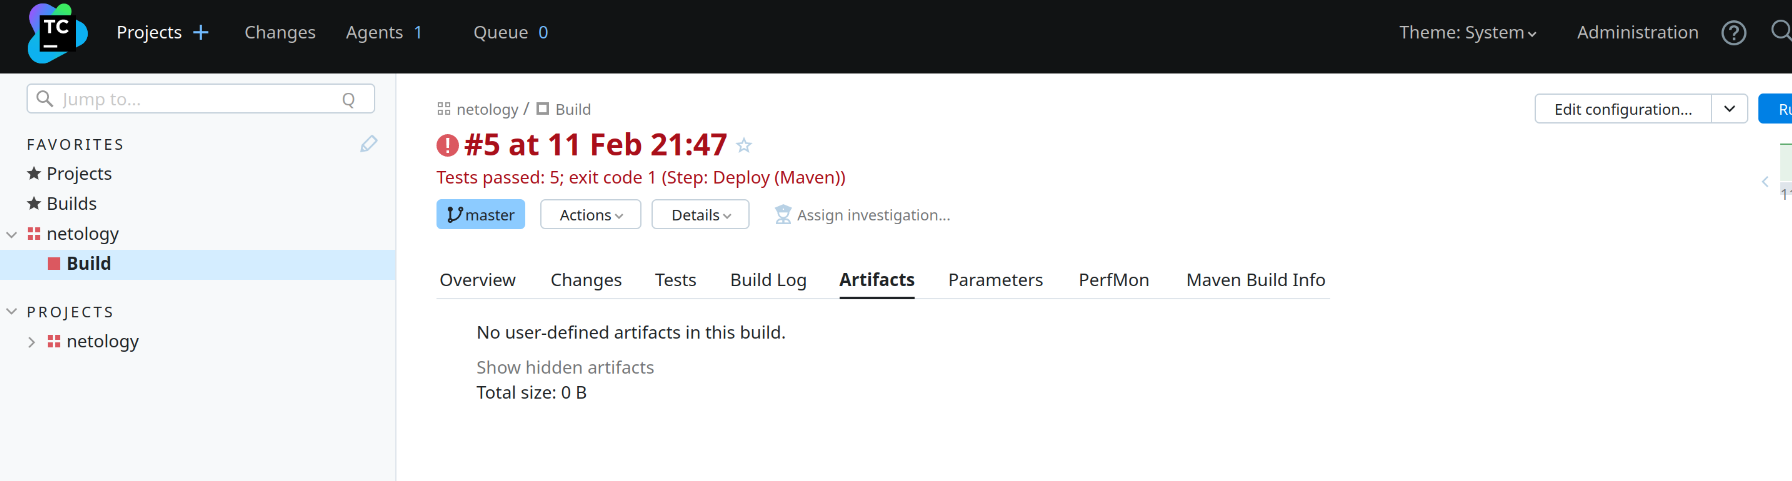 TC Projects Changes Agents 1 Queue 0 Theme: System Administration
Jump to... Q
FAVORITES
Projects
Builds
netology
Build
PROJECTS
netology
netology / Build
Edit configuration...
#5 at 11 Feb 21:47
Tests passed: 5; exit code 1 (Step: Deploy (Maven))
master Actions Details Assign investigation...
Overview Changes Tests Build Log Artifacts Parameters PerfMon Maven Build Info
No user-defined artifacts in this build.
Show hidden artifacts
Total size: 0 B